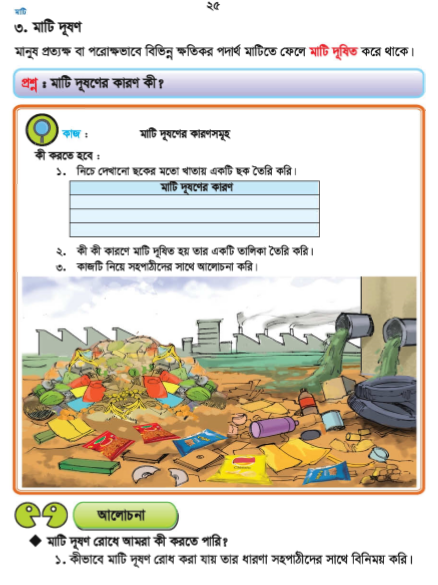 মাটি
২৫
৩. মাটি দূষণ
মানুষ প্রত্যক্ষ বা পরোক্ষভাবে বিভিন্ন ক্ষতিকর পদার্থ মাটিতে ফেলে মাটি দূষিত করে থাকে।
প্রশ্ন : মাটি দূষণের কারণ কী?
কাজ : মাটি দূষণের কারণসমূহ
কী করতে হবে :
১. নিচে দেখানো ছকের মতো খাতায় একটি ছক তৈরি করি।
মাটি দূষণের কারণ
২. কী কী কারণে মাটি দূষিত হয় তার একটি তালিকা তৈরি করি।
৩. কাজটি নিয়ে সহপাঠীদের সাথে আলোচনা করি।
আলোচনা
◆ মাটি দূষণ রোধে আমরা কী করতে পারি?
১. কীভাবে মাটি দূষণ রোধ করা যায় তার ধারণা সহপাঠীদের সাথে বিনিময় করি।